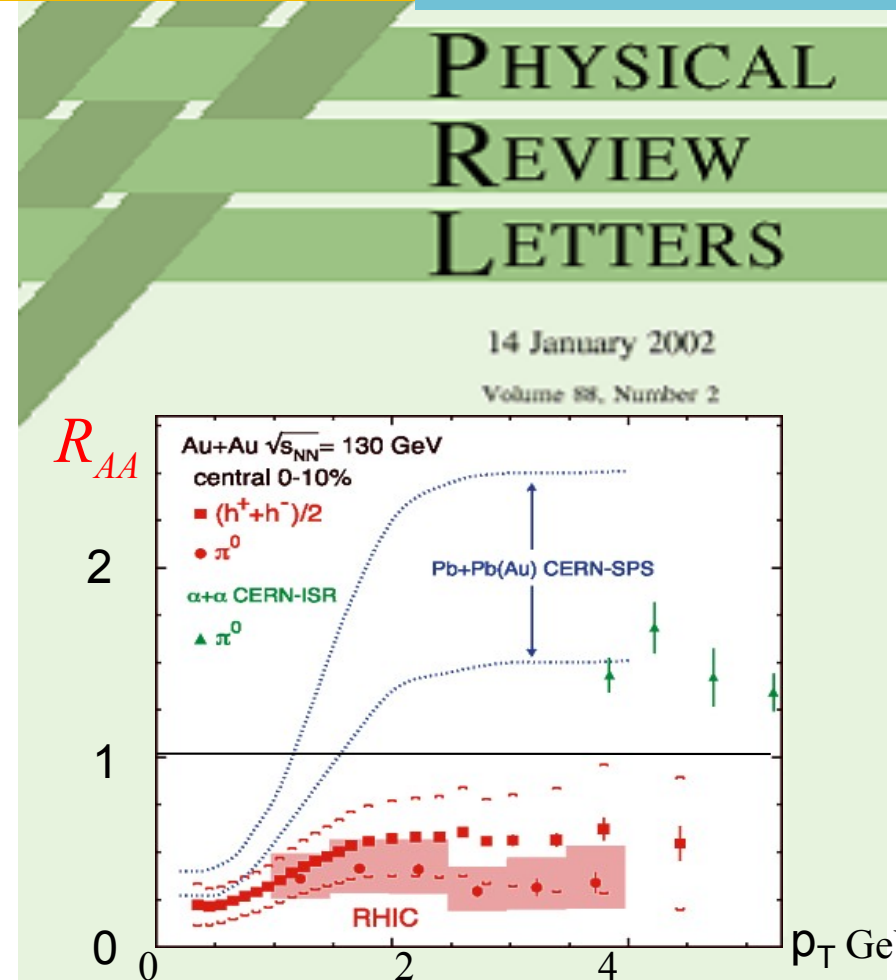 PHYSICAL
REVIEW
LETTERS
14 January 2002
Volume 88, Number 2
R_AA
Au+Au √s_NN= 130 GeV
central 0-10%
(h⁺+h⁻)/2
π⁰
α+α CERN-ISR
π⁰
Pb+Pb(Au) CERN-SPS
2
1
0
RHIC
0 2 4
p_T GeV